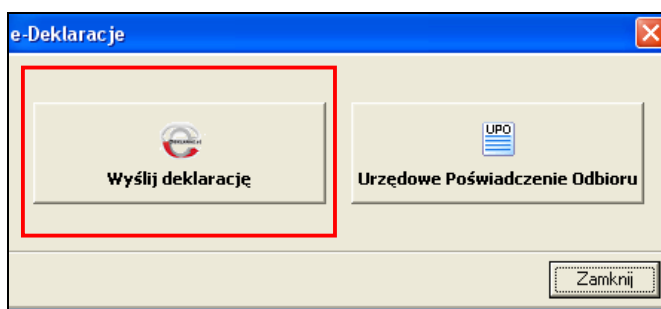 e-Deklaracje
Wyślij deklarację
UPO
Urzędowe Poświadczenie Odbioru
Zamknij